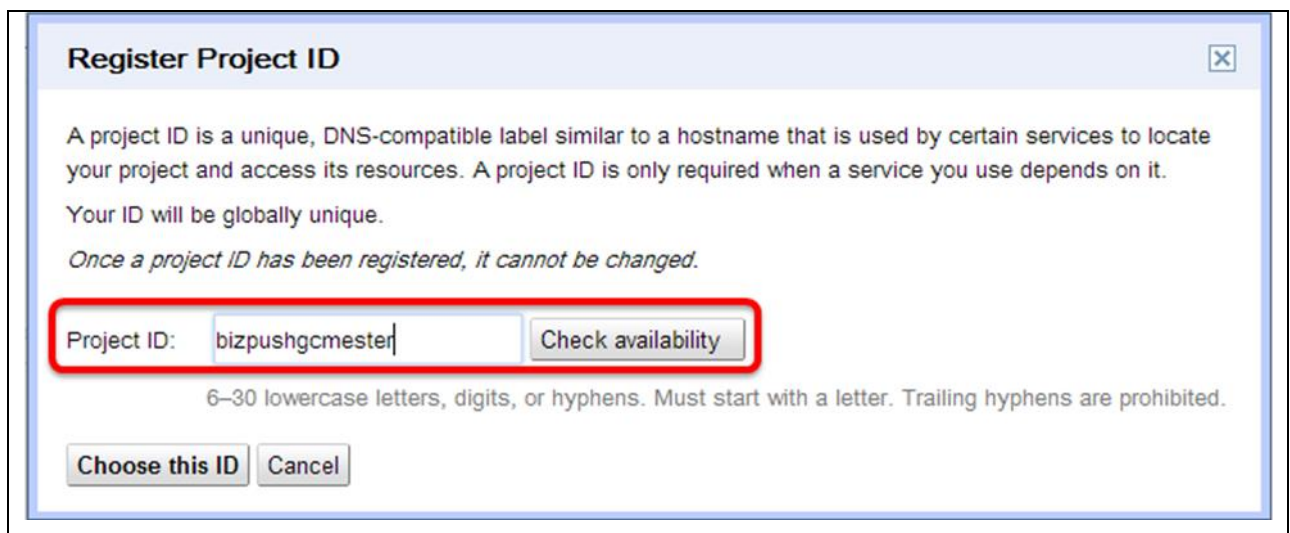 Register Project ID
A project ID is a unique, DNS-compatible label similar to a hostname that is used by certain services to locate
your project and access its resources. A project ID is only required when a service you use depends on it.
Your ID will be globally unique.
Once a project ID has been registered, it cannot be changed.
Project ID: bizpushgcmester Check availability
6–30 lowercase letters, digits, or hyphens. Must start with a letter. Trailing hyphens are prohibited.
Choose this ID Cancel